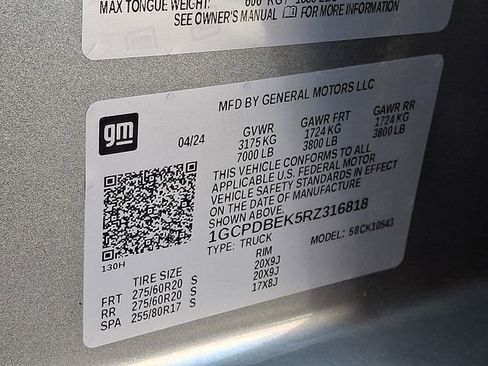 MAX TONGUE WEIGHT: 606 KG
SEE OWNER'S MANUAL FOR MORE INFORMATION
MFD BY GENERAL MOTORS LLC
gm
04/24
GVWR GAWR FRT GAWR RR
3175 KG 1724 KG 1724 KG
7000 LB 3800 LB 3800 LB
THIS VEHICLE CONFORMS TO ALL
APPLICABLE U.S. FEDERAL MOTOR
VEHICLE SAFETY STANDARDS IN EFFECT
ON THE DATE OF MANUFACTURE
SHOWN ABOVE
1GCPDBEK5RZ316818
TYPE: TRUCK MODEL: 58CK10543
130H
TIRE SIZE RIM
FRT 275/60R20 S 20X9J
RR 275/60R20 S 20X9J
SPA 255/80R17 S 17X8J